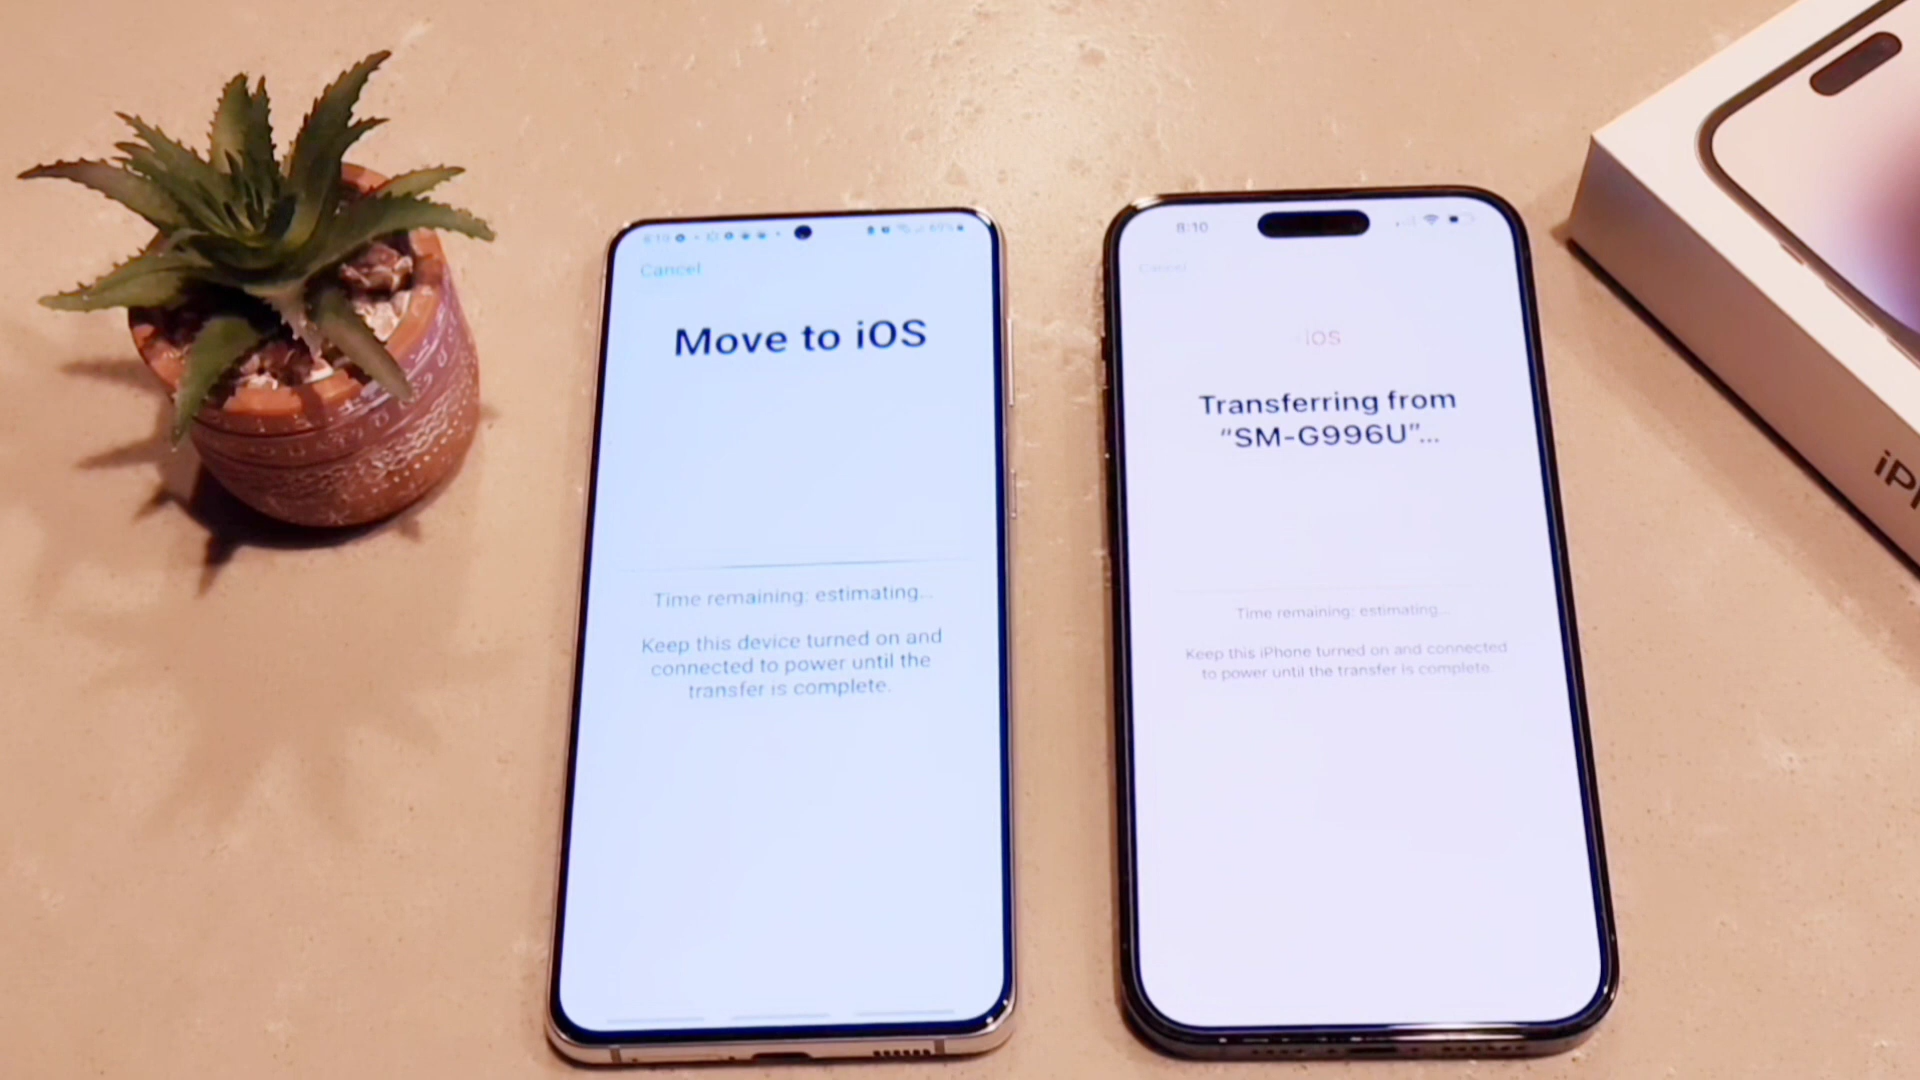 Cancel
Move to iOS
Time remaining: estimating...
Keep this device turned on and
connected to power until the
transfer is complete.
8:10
Cancel
iOS
Transferring from
“SM-G996U”...
Time remaining: estimating...
Keep this iPhone turned on and connected
to power until the transfer is complete.